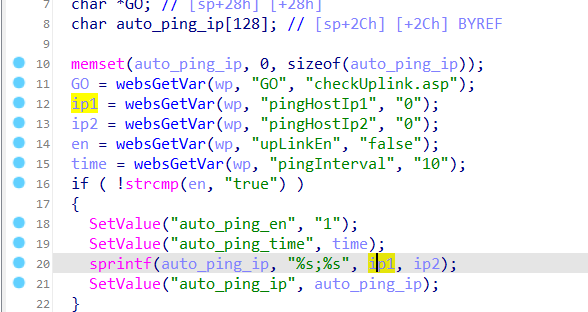 7 char *GO; // [sp+28h] [+28h]
8 char auto_ping_ip[128]; // [sp+2Ch] [+2Ch] BYREF
9
10 memset(auto_ping_ip, 0, sizeof(auto_ping_ip));
11 GO = websGetVar(wp, "GO", "checkUplink.asp");
12 ip1 = websGetVar(wp, "pingHostIp1", "0");
13 ip2 = websGetVar(wp, "pingHostIp2", "0");
14 en = websGetVar(wp, "upLinkEn", "false");
15 time = websGetVar(wp, "pingInterval", "10");
16 if ( !strcmp(en, "true") )
17 {
18 SetValue("auto_ping_en", "1");
19 SetValue("auto_ping_time", time);
20 sprintf(auto_ping_ip, "%s;%s", ip1, ip2);
21 SetValue("auto_ping_ip", auto_ping_ip);
22 }